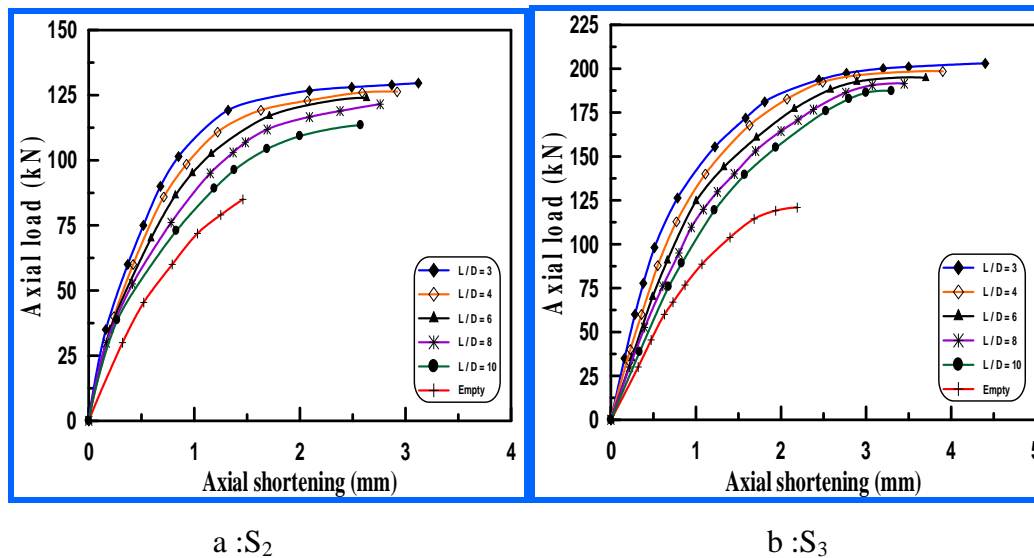 150
125
100
75
50
25
0
Axial load (kN)
0 1 2 3 4
Axial shortening (mm)
L / D = 3
L / D = 4
L / D = 6
L / D = 8
L / D = 10
Empty
a :S₂
225
200
175
150
125
100
75
50
25
0
Axial load (kN)
0 1 2 3 4 5
Axial shortening (mm)
L / D = 3
L / D = 4
L / D = 6
L / D = 8
L / D = 10
Empty
b :S₃